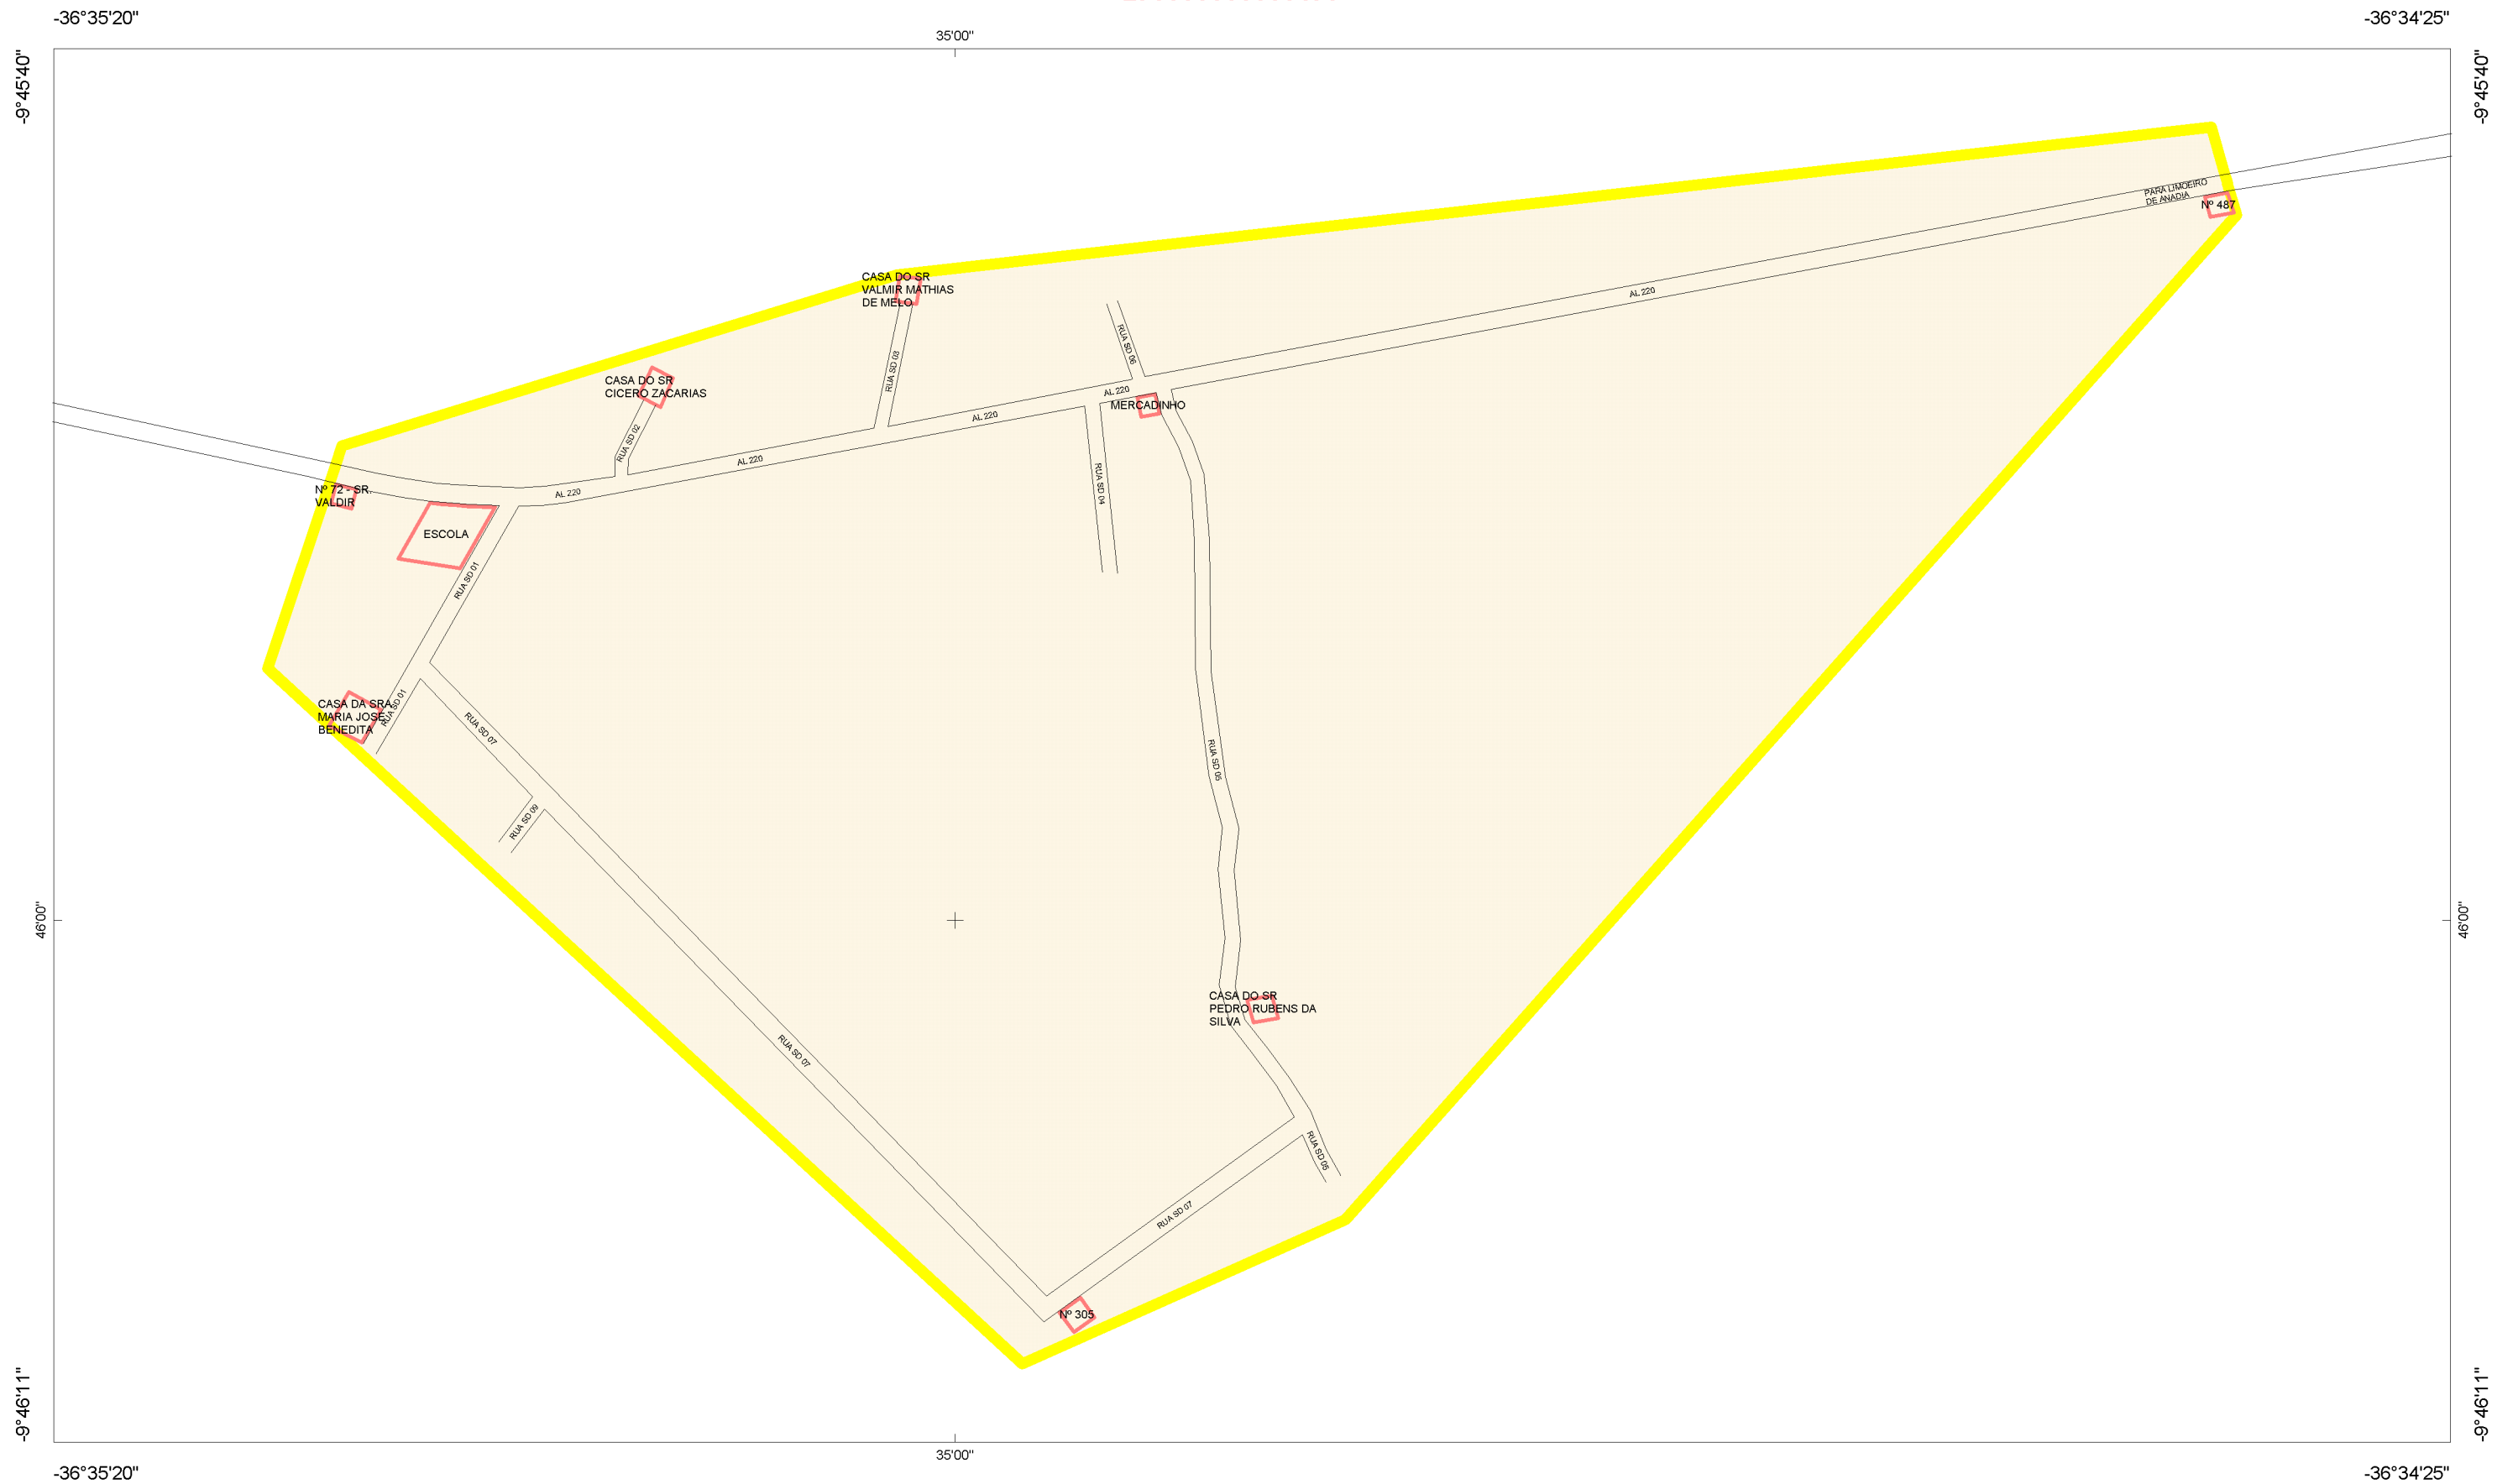 -36°35'20"
-36°34'25"
35'00"
-9°45'40"
-9°45'40"
PARA LIMOEIRO
DE ANADIA
Nº 487
CASA DO SR
VALMIR MATHIAS
DE MELO
AL 220
RUA SD 06
RUA SD 03
CASA DO SR
CICERO ZACARIAS
AL 220
MERCADINHO
AL 220
RUA SD 02
AL 220
RUA SD 04
Nº 72 - SR.
VALDIR
AL 220
ESCOLA
RUA SD 01
CASA DA SRA
MARIA JOSE
BENEDITA
RUA SD 01
RUA SD 07
RUA SD 05
RUA SD 09
46'00"
46'00"
CASA DO SR
PEDRO RUBENS DA
SILVA
RUA SD 07
RUA SD 05
RUA SD 07
Nº 305
-9°46'11"
-9°46'11"
35'00"
-36°35'20"
-36°34'25"